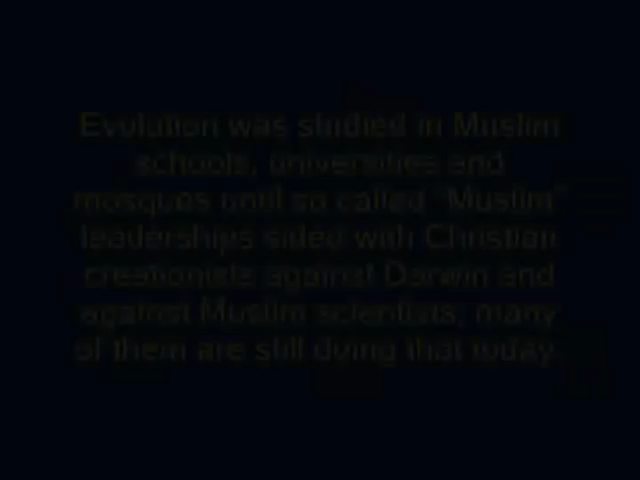 Evolution was studied in Muslim
schools, universities and
mosques until so called "Muslim"
leaderships sided with Christian
creationists against Darwin and
against Muslim scientists, many
of them are still doing that today.